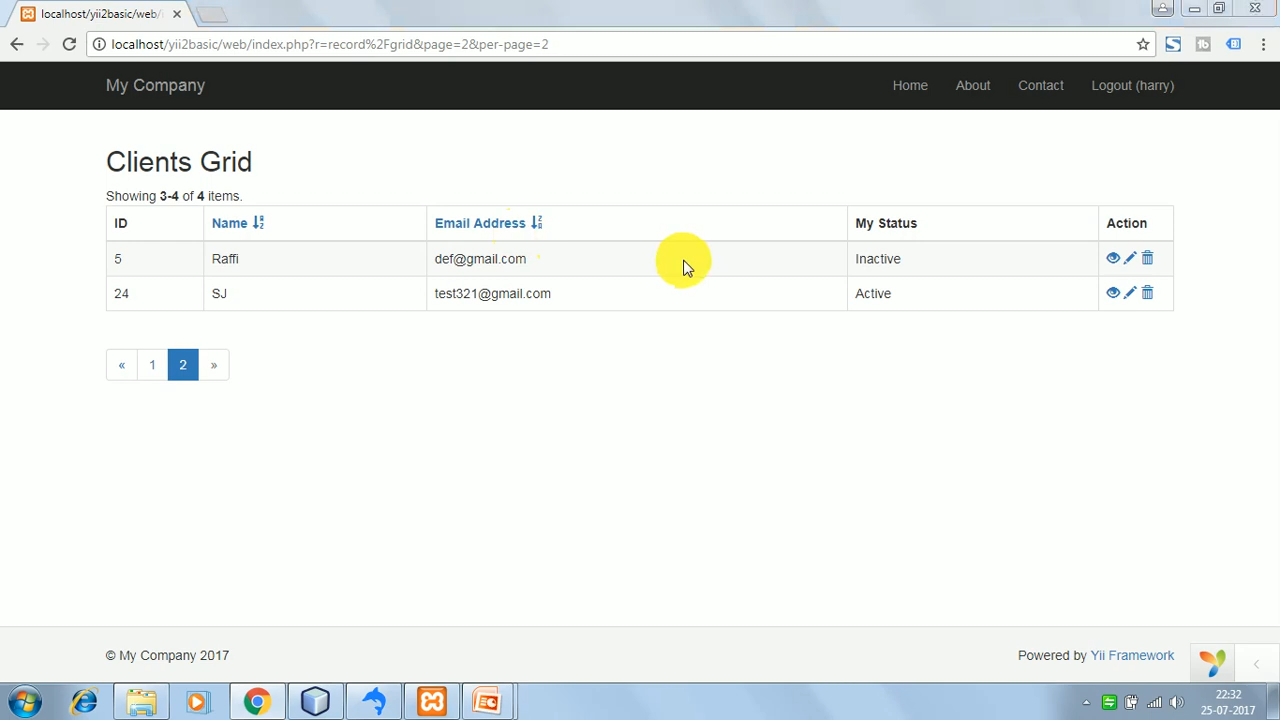 localhost/yii2basic/web/i
localhost/yii2basic/web/index.php?r=record%2Fgrid&page=2&per-page=2
My Company Home About Contact Logout (harry)
Clients Grid
Showing 3-4 of 4 items.
ID Name Email Address My Status Action
5 Raffi def@gmail.com Inactive
24 SJ test321@gmail.com Active
« 1 2 »
© My Company 2017 Powered by Yii Framework
22:32
25-07-2017